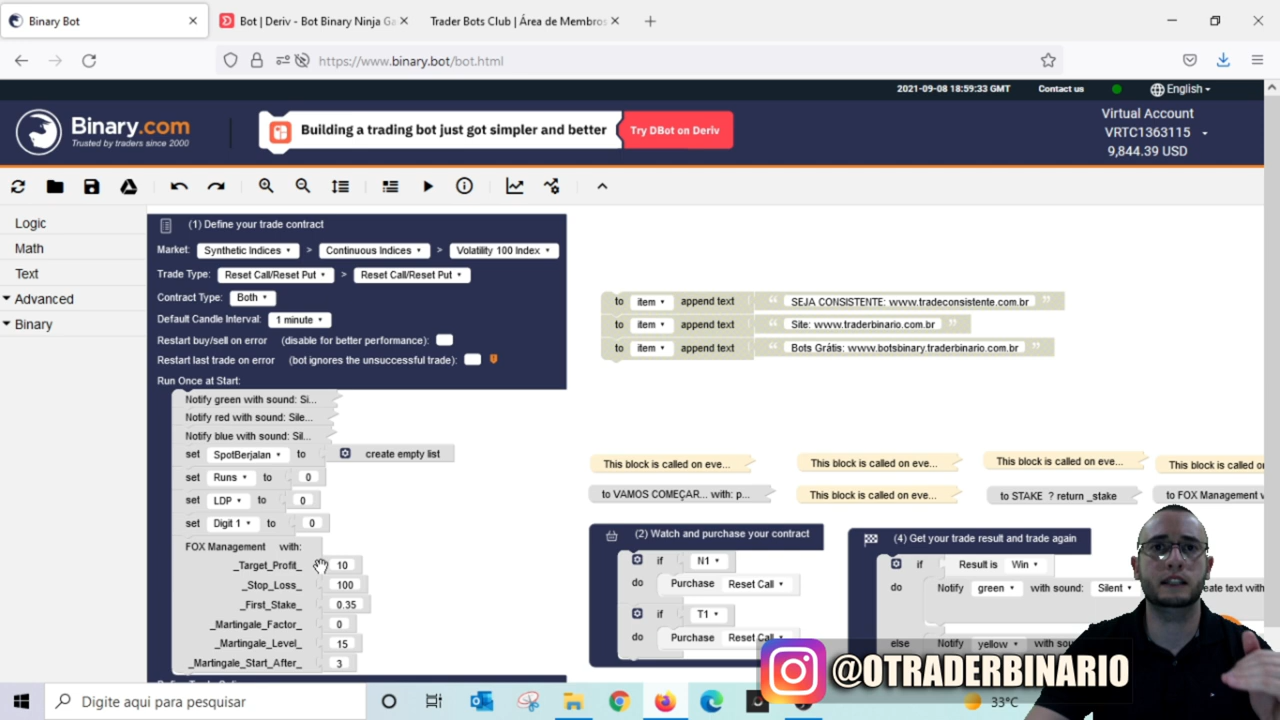 Binary Bot
Bot | Deriv - Bot Binary Ninja Ga
Trader Bots Club | Área de Membros
https://www.binary.bot/bot.html
2021-09-08 18:59:33 GMT
Contact us
English
Binary.com
Trusted by traders since 2000
Building a trading bot just got simpler and better
Try DBot on Deriv
Virtual Account
VRTC1363115
9,844.39 USD
Logic
Math
Text
Advanced
Binary
(1) Define your trade contract
Market: Synthetic Indices > Continuous Indices > Volatility 100 Index
Trade Type: Reset Call/Reset Put > Reset Call/Reset Put
Contract Type: Both
Default Candle Interval: 1 minute
Restart buy/sell on error (disable for better performance):
Restart last trade on error (bot ignores the unsuccessful trade):
Run Once at Start:
Notify green with sound: Si...
Notify red with sound: Sile...
Notify blue with sound: Sil...
set SpotBerjalan to create empty list
set Runs to 0
set LDP to 0
set Digit 1 to 0
FOX Management with:
_Target_Profit_ 10
_Stop_Loss_ 100
_First_Stake_ 0.35
_Martingale_Factor_ 0
_Martingale_Level_ 15
_Martingale_Start_After_ 3
to item append text “ SEJA CONSISTENTE: www.tradeconsistente.com.br ”
to item append text “ Site: www.traderbinario.com.br ”
to item append text “ Bots Grátis: www.botsbinary.traderbinario.com.br ”
This block is called on eve... This block is called on eve... This block is called on eve... This block is called on
to VAMOS COMEÇAR... with: p... This block is called on eve... to STAKE ? return _stake to FOX Management
(2) Watch and purchase your contract
if N1
do Purchase Reset Call
if T1
do Purchase Reset Call
(4) Get your trade result and trade again
if Result is Win
do Notify green with sound: Silent text with
else Notify yellow with
@OTRADERBINARIO
Digite aqui para pesquisar
33°C